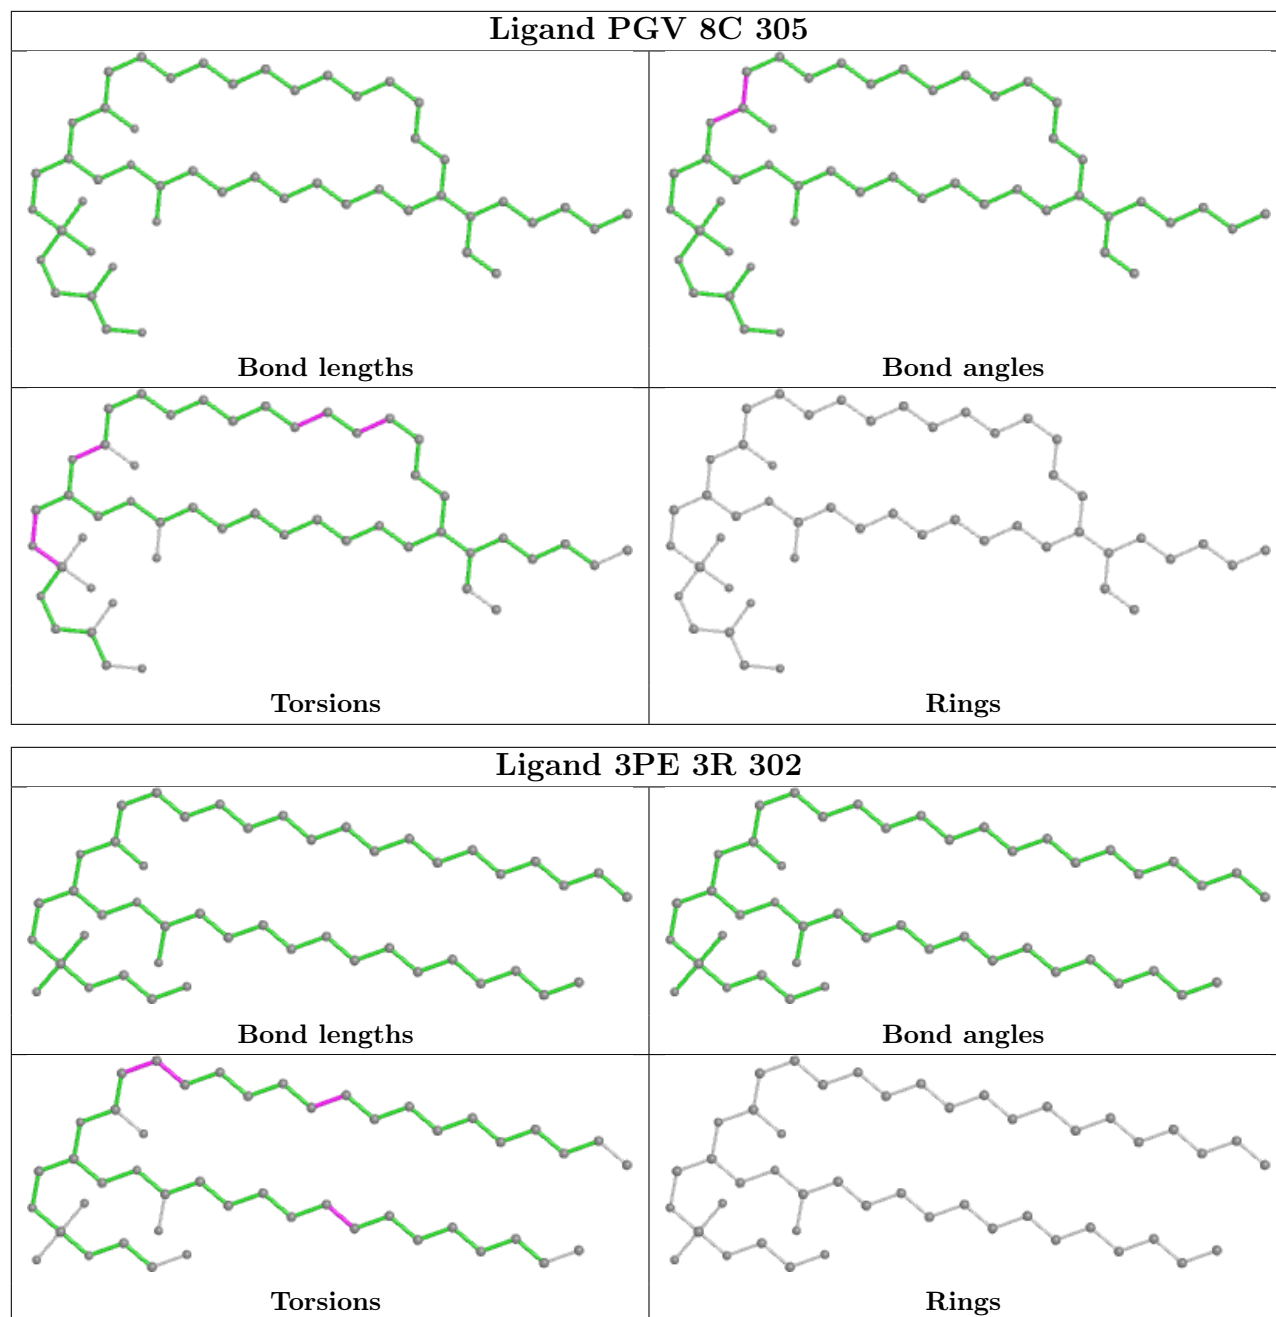 Ligand PGV 8C 305
Bond lengths
Bond angles
Torsions
Rings
Ligand 3PE 3R 302
Bond lengths
Bond angles
Torsions
Rings